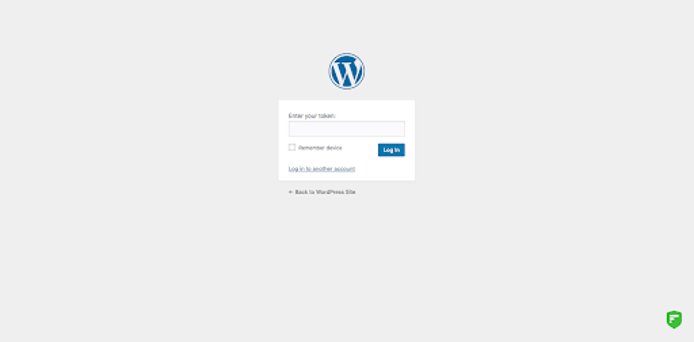 Enter your token:
Remember device
Log In
Log in to another account
← Back to WordPress Site